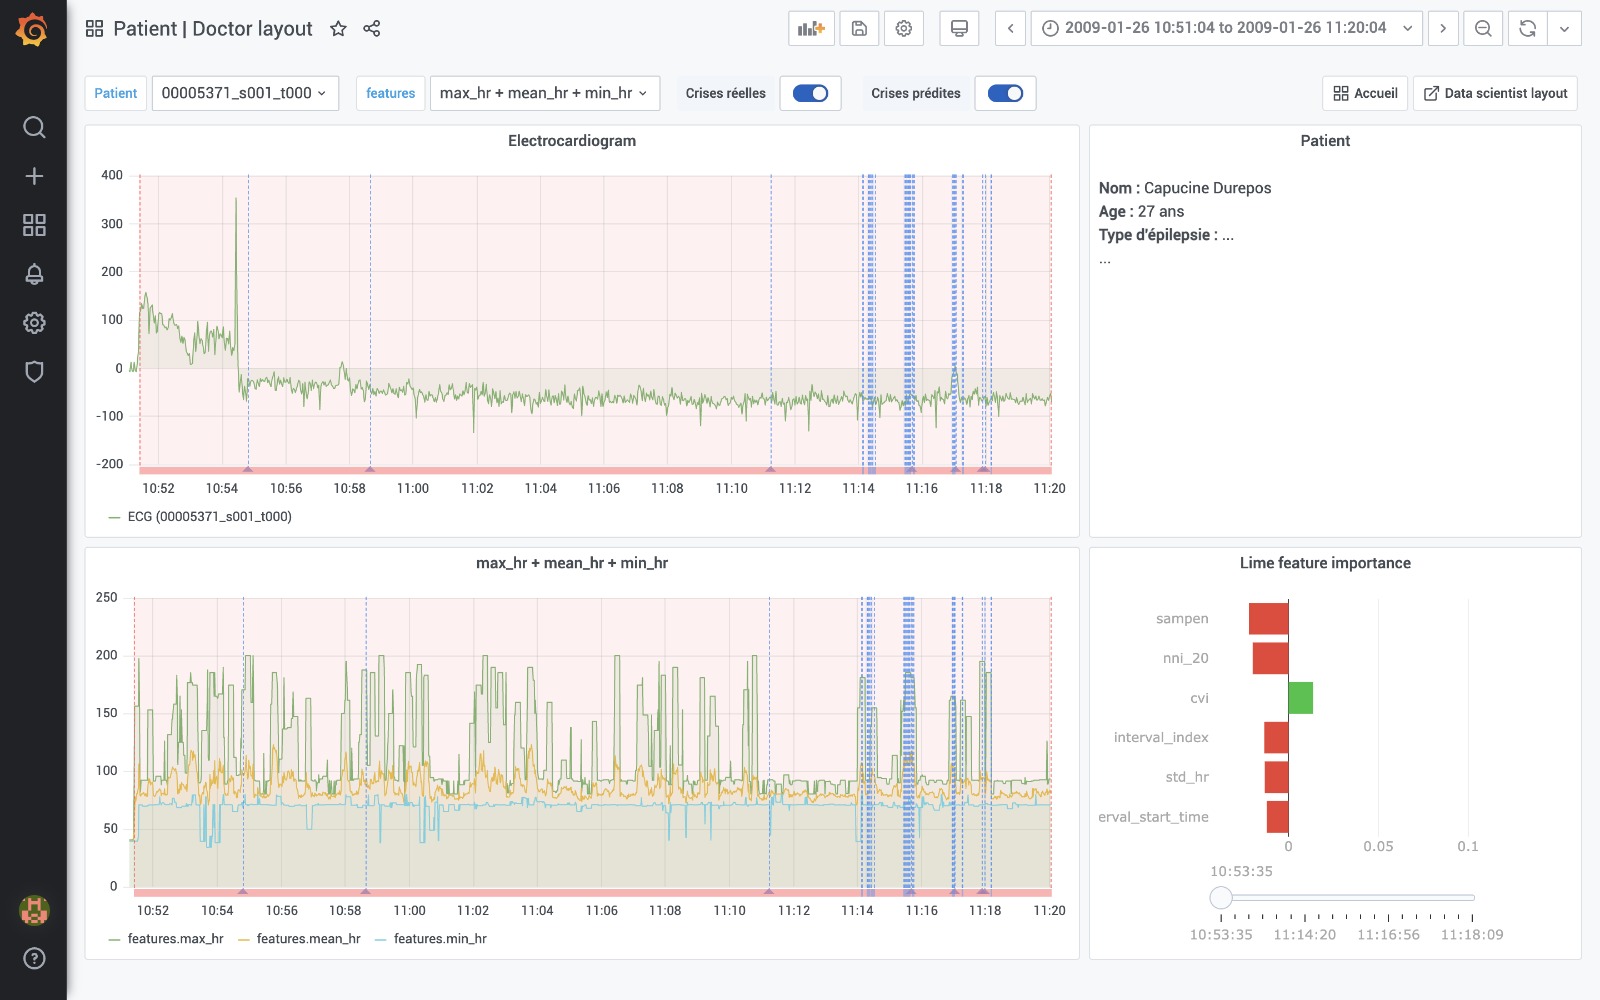 Patient | Doctor layout
2009-01-26 10:51:04 to 2009-01-26 11:20:04
Patient
00005371_s001_t000
features
max_hr + mean_hr + min_hr
Crises réelles
Crises prédites
Accueil
Data scientist layout
Electrocardiogram
400
300
200
100
0
-100
-200
10:52 10:54 10:56 10:58 11:00 11:02 11:04 11:06 11:08 11:10 11:12 11:14 11:16 11:18 11:20
ECG (00005371_s001_t000)
Patient
Nom : Capucine Durepos
Age : 27 ans
Type d'épilepsie : ...
...
max_hr + mean_hr + min_hr
250
200
150
100
50
0
10:52 10:54 10:56 10:58 11:00 11:02 11:04 11:06 11:08 11:10 11:12 11:14 11:16 11:18 11:20
features.max_hr features.mean_hr features.min_hr
Lime feature importance
sampen
nni_20
cvi
interval_index
std_hr
erval_start_time
0 0.05 0.1
10:53:35
10:53:35 11:14:20 11:16:56 11:18:09